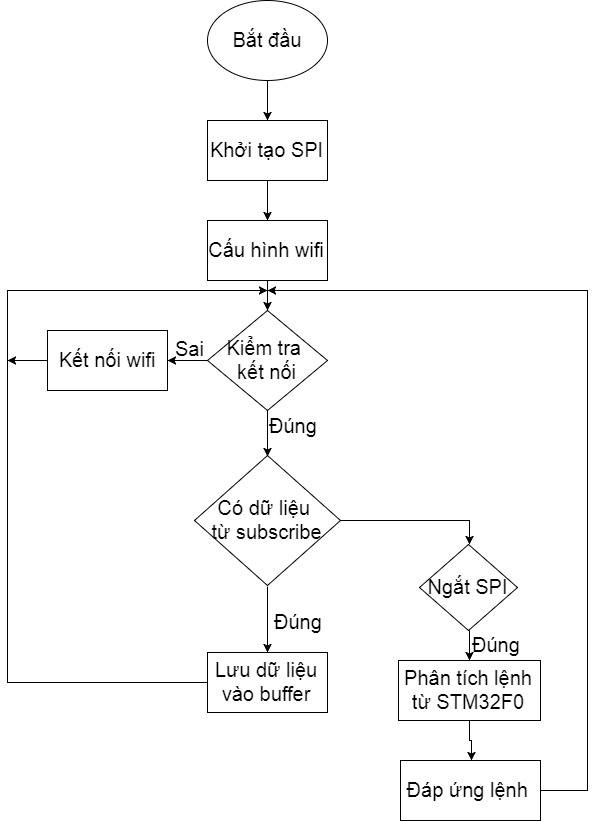 Bắt đầu
Khởi tạo SPI
Cấu hình wifi
Kiểm tra
kết nối
Sai
Kết nối wifi
Đúng
Có dữ liệu
từ subscribe
Ngắt SPI
Đúng
Đúng
Lưu dữ liệu
vào buffer
Phân tích lệnh
từ STM32F0
Đáp ứng lệnh